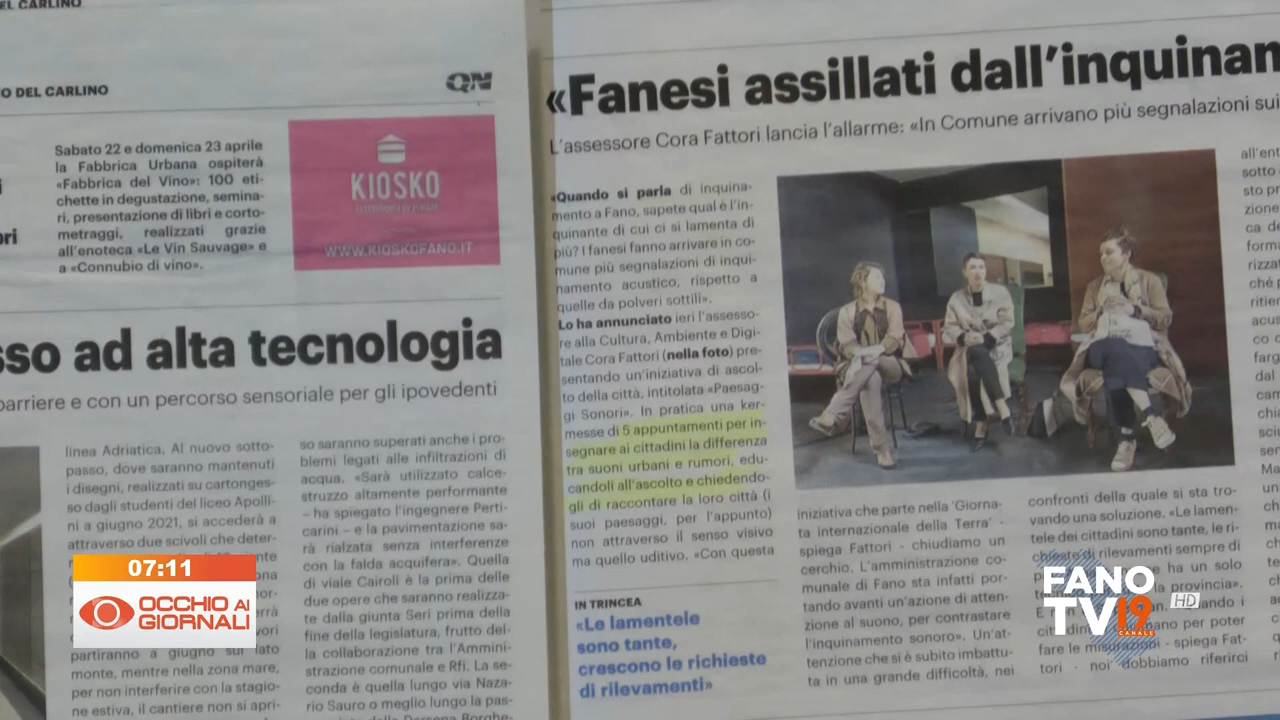 EL CARLINO
O DEL CARLINO
QN
Sabato 22 e domenica 23 aprile
la Fabbrica Urbana ospiterà
«Fabbrica del Vino»: 100 eti-
chette in degustazione, semina-
ri, presentazione di libri e corto-
metraggi, realizzati grazie
all'enoteca «Le Vin Sauvage» e
a «Connubio di vino».
KIOSKO
WWW.KIOSKOFANO.IT
sso ad alta tecnologia
barriere e con un percorso sensoriale per gli ipovedenti
linea Adriatica. Al nuovo sotto-
passo, dove saranno mantenuti
i disegni, realizzati su cartonges-
so dagli studenti del liceo Apolli-
ni a giugno 2021, si accederà a
attraverso due scivoli che deter-
partiranno a giugno sul lato
monte, mentre nella zona mare,
per non interferire con la stagio-
ne estiva, il cantiere non si apri-
so saranno superati anche i pro-
blemi legati alle infiltrazioni di
acqua. «Sarà utilizzato calce-
struzzo altamente performante
– ha spiegato l'ingegnere Perti-
carini – e la pavimentazione sa-
rà rialzata senza interferenze
con la falda acquifera». Quella
di viale Cairoli è la prima delle
due opere che saranno realizza-
te dalla giunta Seri prima della
fine della legislatura, frutto del-
la collaborazione tra l'Ammini-
strazione comunale e Rfi. La se-
conda è quella lungo via Naza-
rio Sauro o meglio lungo la pas-
«Fanesi assillati dall'inquinam
L'assessore Cora Fattori lancia l'allarme: «In Comune arrivano più segnalazioni sui
«Quando si parla di inquina-
mento a Fano, sapete qual è l'in-
quinante di cui ci si lamenta di
più? I fanesi fanno arrivare in co-
mune più segnalazioni di inqui-
namento acustico, rispetto a
quelle da polveri sottili».
Lo ha annunciato ieri l'assesso-
re alla Cultura, Ambiente e Digi-
tale Cora Fattori (nella foto) pre-
sentando un'iniziativa di ascol-
to della città, intitolata «Paesag-
gi Sonori». In pratica una ker-
messe di 5 appuntamenti per in-
segnare ai cittadini la differenza
tra suoni urbani e rumori, edu-
candoli all'ascolto e chiedendo-
gli di raccontare la loro città (i
suoi paesaggi, per l'appunto)
non attraverso il senso visivo
ma quello uditivo. «Con questa
IN TRINCEA
«Le lamentele
sono tante,
crescono le richieste
di rilevamenti»
iniziativa che parte nella 'Giorna-
ta internazionale della Terra' -
spiega Fattori - chiudiamo un
cerchio. L'amministrazione co-
munale di Fano sta infatti por-
tando avanti un'azione di atten-
zione al suono, per contrastare
l'inquinamento sonoro». Un'at-
tenzione che si è subito imbattu-
ta in una grande difficoltà, nei
confronti della quale si sta tro-
vando una soluzione. «Le lamen-
tele dei cittadini sono tante, le ri-
chieste di rilevamenti sempre di
ha un solo
provincia».
fare le misurazioni - spiega Fat-
tori - noi dobbiamo riferirci
07:11
OCCHIO AI
GIORNALI
FANO
TV 19
CANALE
HD